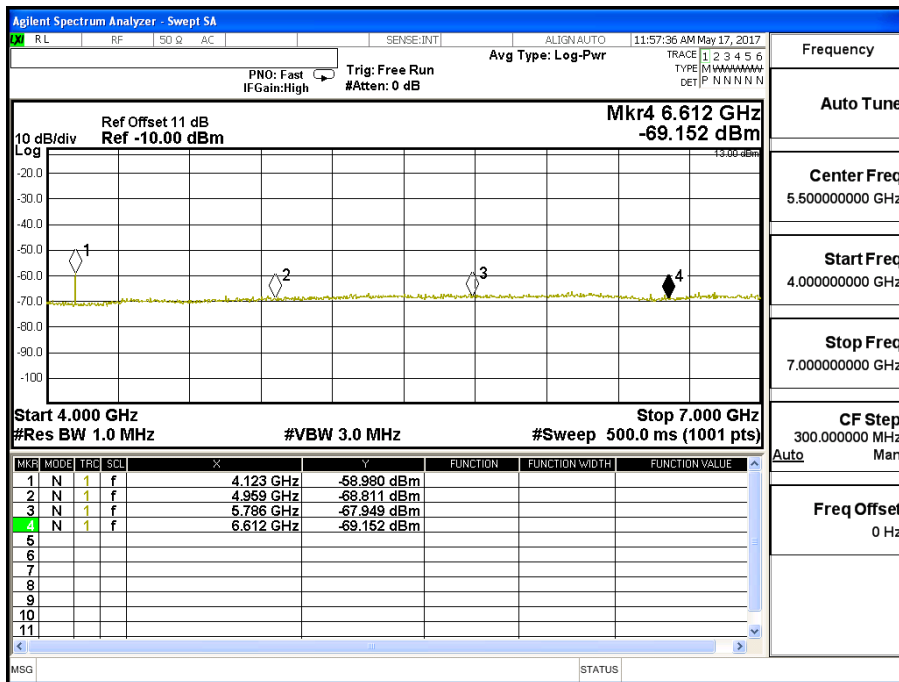 Agilent Spectrum Analyzer - Swept SA
LXI RL RF 50 Ω AC SENSE:INT ALIGN AUTO 11:57:36 AM May 17, 2017
PNO: Fast
IFGain:High
Trig: Free Run
#Atten: 0 dB
Avg Type: Log-Pwr
TRACE 1 2 3 4 5 6
TYPE MWWWWW
DET P N N N N N
Ref Offset 11 dB
10 dB/div Ref -10.00 dBm
Log
Mkr4 6.612 GHz
-69.152 dBm
13.00 dBm
-20.0
-30.0
-40.0
-50.0
-60.0
-70.0
-80.0
-90.0
-100
1
2
3
4
Start 4.000 GHz Stop 7.000 GHz
#Res BW 1.0 MHz #VBW 3.0 MHz #Sweep 500.0 ms (1001 pts)
MKR MODE TRC SCL X Y FUNCTION FUNCTION WIDTH FUNCTION VALUE
1 N 1 f 4.123 GHz -58.980 dBm
2 N 1 f 4.959 GHz -68.811 dBm
3 N 1 f 5.786 GHz -67.949 dBm
4 N 1 f 6.612 GHz -69.152 dBm
5
6
7
8
9
10
11
MSG STATUS
Frequency
Auto Tune
Center Freq
5.500000000 GHz
Start Freq
4.000000000 GHz
Stop Freq
7.000000000 GHz
CF Step
300.000000 MHz
Auto Man
Freq Offset
0 Hz